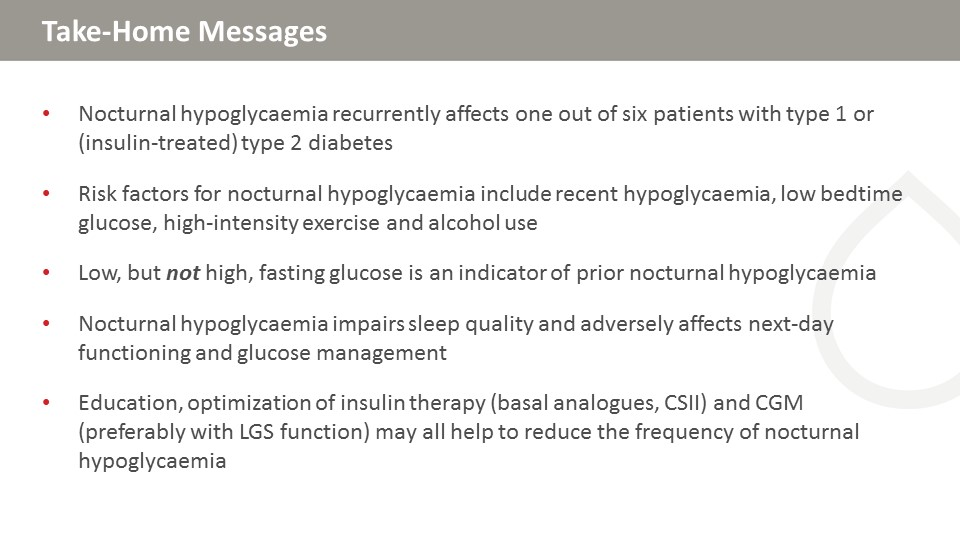 Take-Home Messages
• Nocturnal hypoglycaemia recurrently affects one out of six patients with type 1 or
(insulin-treated) type 2 diabetes
• Risk factors for nocturnal hypoglycaemia include recent hypoglycaemia, low bedtime
glucose, high-intensity exercise and alcohol use
• Low, but not high, fasting glucose is an indicator of prior nocturnal hypoglycaemia
• Nocturnal hypoglycaemia impairs sleep quality and adversely affects next-day
functioning and glucose management
• Education, optimization of insulin therapy (basal analogues, CSII) and CGM
(preferably with LGS function) may all help to reduce the frequency of nocturnal
hypoglycaemia